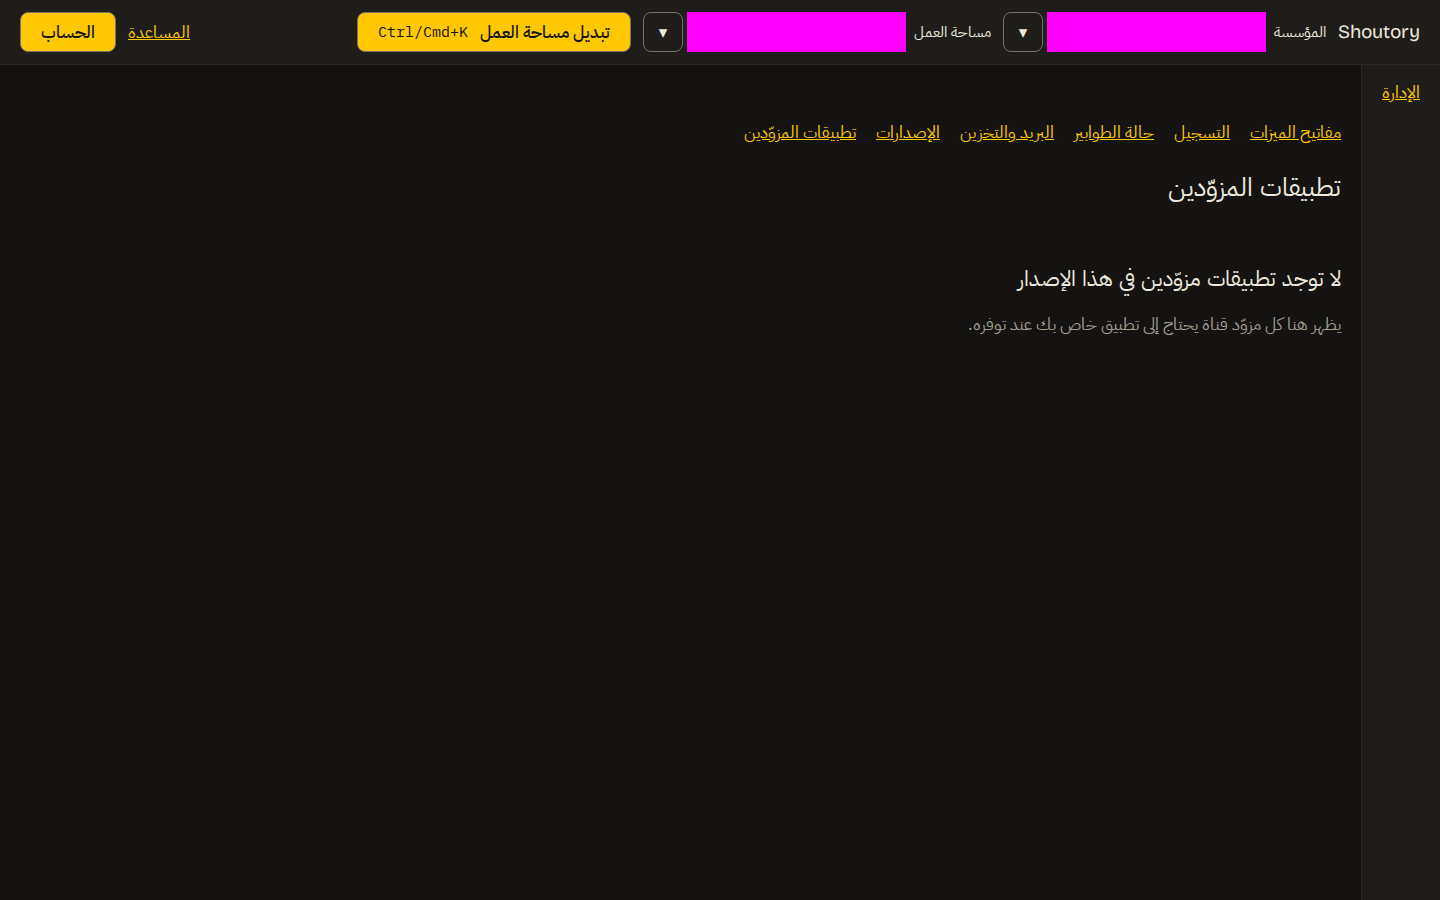 Shoutory المؤسسة ▼ مساحة العمل ▼ تبديل مساحة العمل Ctrl/Cmd+K المساعدة الحساب
الإدارة
مفاتيح الميزات التسجيل حالة الطوابير البريد والتخزين الإصدارات تطبيقات المزوّدين
تطبيقات المزوّدين
لا توجد تطبيقات مزوّدين في هذا الإصدار
يظهر هنا كل مزوّد قناة يحتاج إلى تطبيق خاص بك عند توفره.